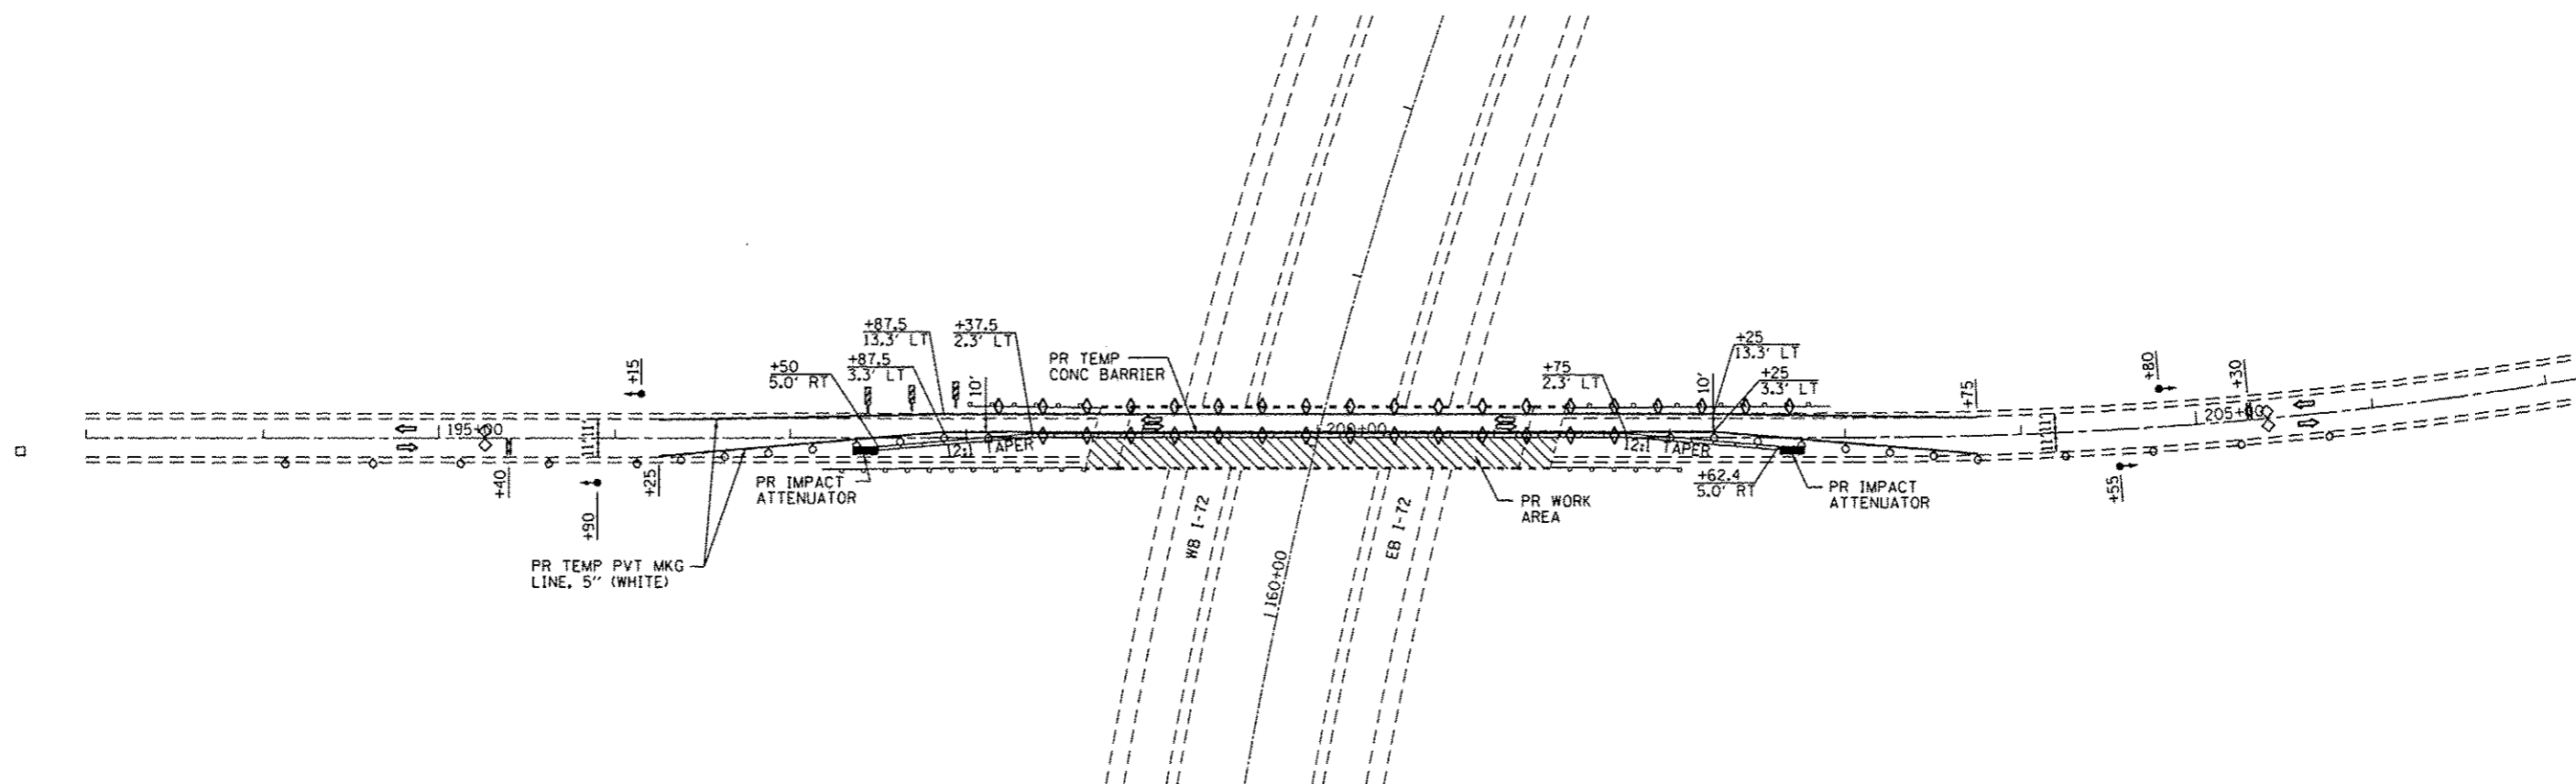 +87.5
13.3' LT
+37.5
2.3' LT
+50
5.0' RT
+87.5
3.3' LT
10'
PR TEMP
CONC BARRIER
+75
2.3' LT
+25
13.3' LT
10'
+25
3.3' LT
+15
+75
+80
+30
195+00
200+00
205+00
11'
11'
11'
11'
12:1 TAPER
12:1 TAPER
+40
+90
+25
PR IMPACT
ATTENUATOR
+62.4
5.0' RT
PR IMPACT
ATTENUATOR
+55
PR WORK
AREA
WB I-72
EB I-72
160+00
PR TEMP PVT MKG
LINE, 5" (WHITE)